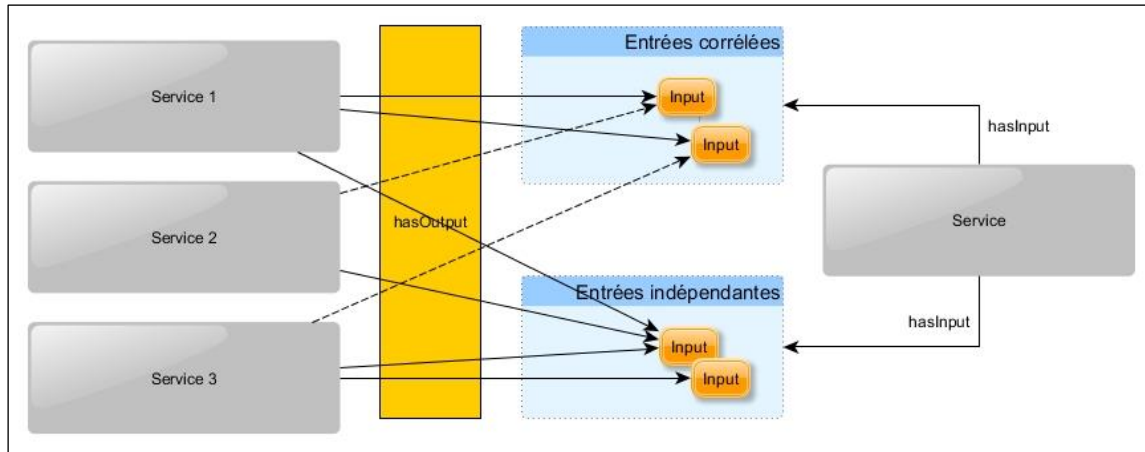 Service 1
Service 2
Service 3
hasOutput
Entrées corrélées
Input
Input
Entrées indépendantes
Input
Input
hasInput
Service
hasInput